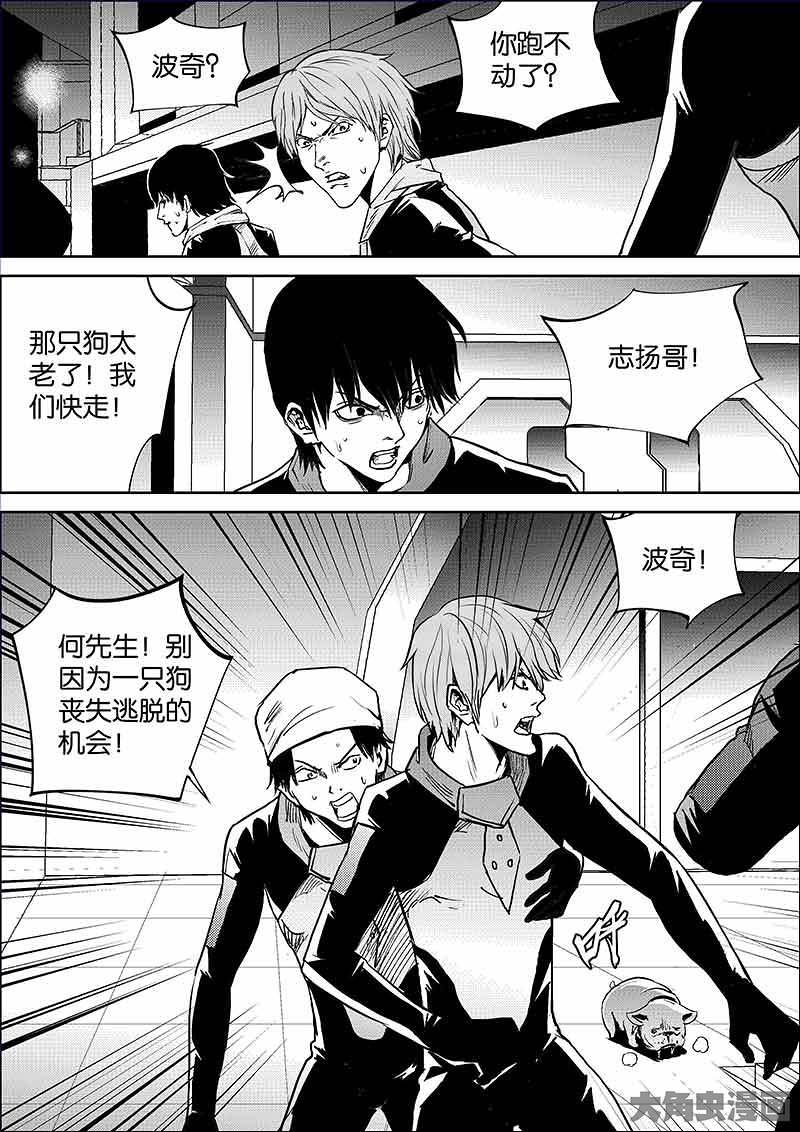 波奇？
你跑不
动了？
那只狗太
老了！我
们快走！
志扬哥！
波奇！
何先生！别
因为一只狗
丧失逃脱的
机会！
大角虫漫画